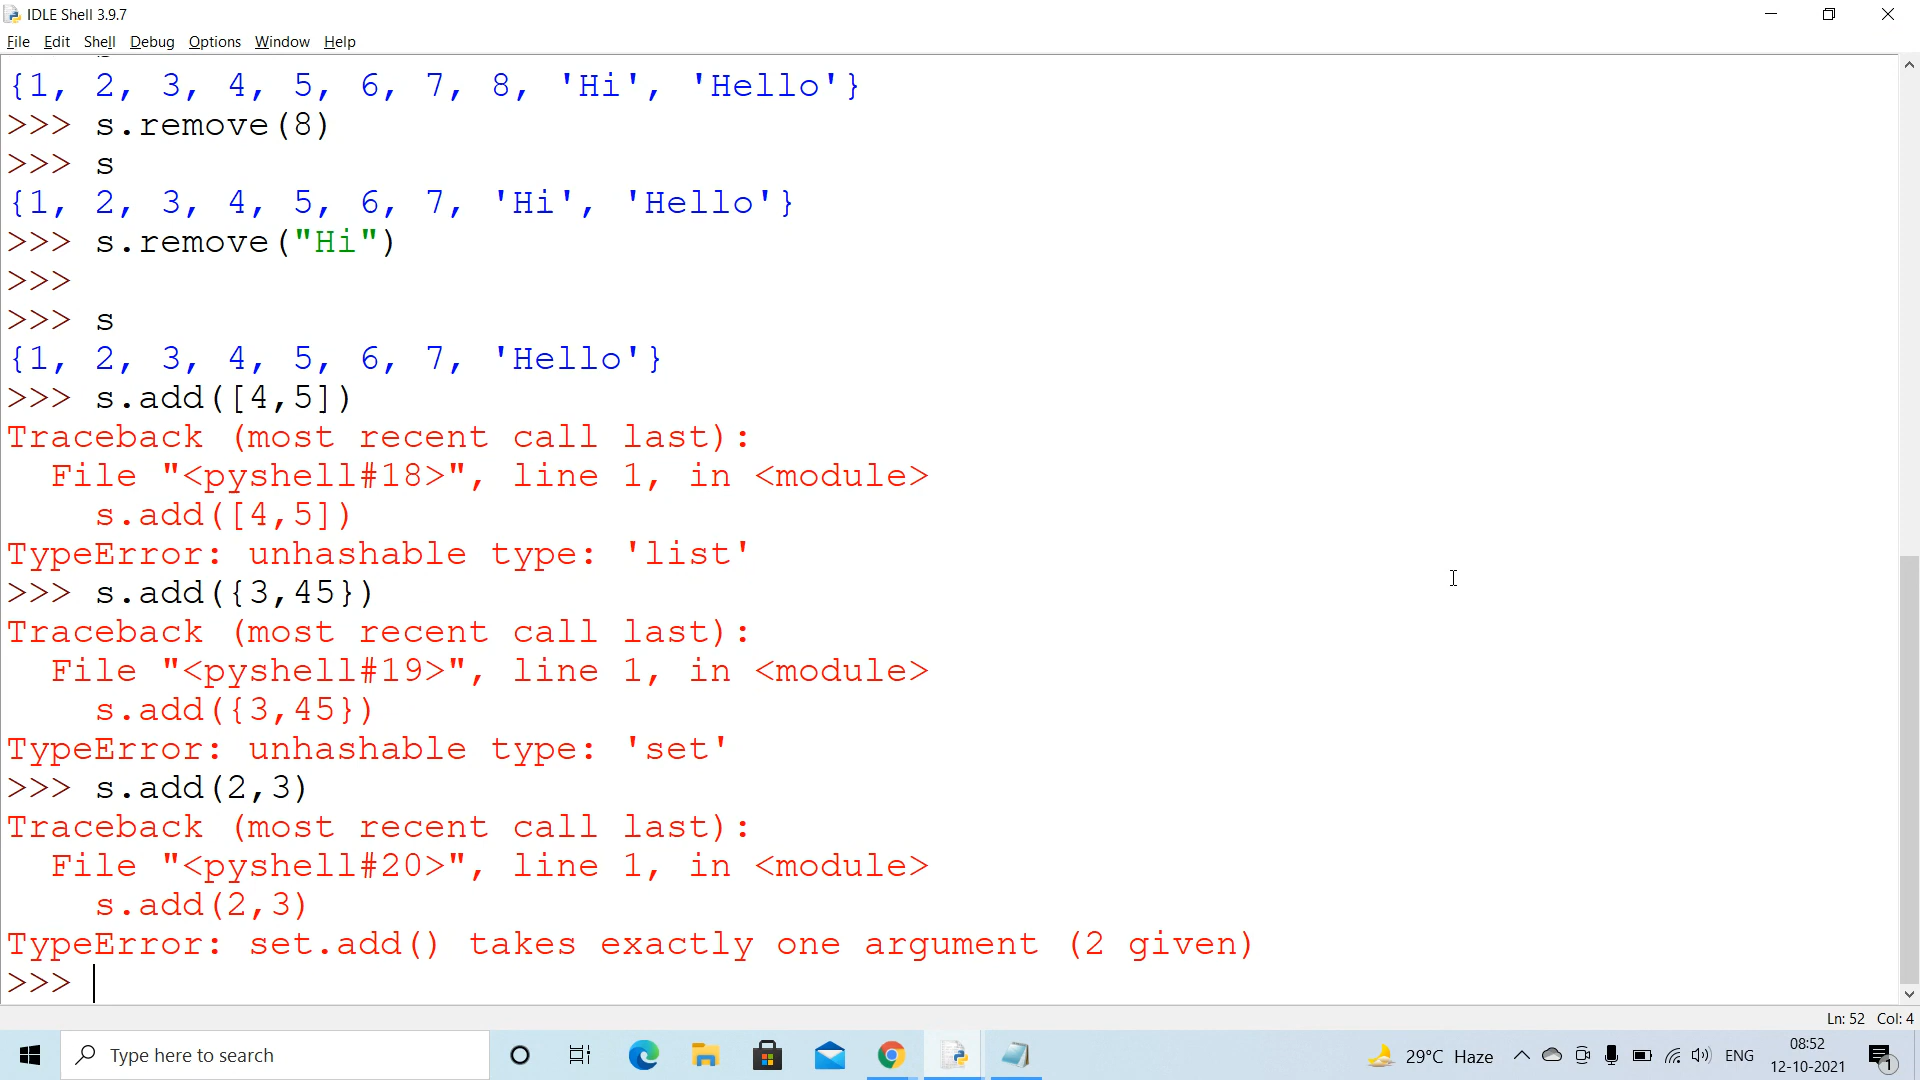 IDLE Shell 3.9.7
File Edit Shell Debug Options Window Help
{1, 2, 3, 4, 5, 6, 7, 8, 'Hi', 'Hello'}
>>> s.remove(8)
>>> s
{1, 2, 3, 4, 5, 6, 7, 'Hi', 'Hello'}
>>> s.remove("Hi")
>>>
>>> s
{1, 2, 3, 4, 5, 6, 7, 'Hello'}
>>> s.add([4,5])
Traceback (most recent call last):
  File "<pyshell#18>", line 1, in <module>
    s.add([4,5])
TypeError: unhashable type: 'list'
>>> s.add({3,45})
Traceback (most recent call last):
  File "<pyshell#19>", line 1, in <module>
    s.add({3,45})
TypeError: unhashable type: 'set'
>>> s.add(2,3)
Traceback (most recent call last):
  File "<pyshell#20>", line 1, in <module>
    s.add(2,3)
TypeError: set.add() takes exactly one argument (2 given)
>>>
Ln: 52 Col: 4
Type here to search
29°C Haze
ENG
08:52
12-10-2021
1